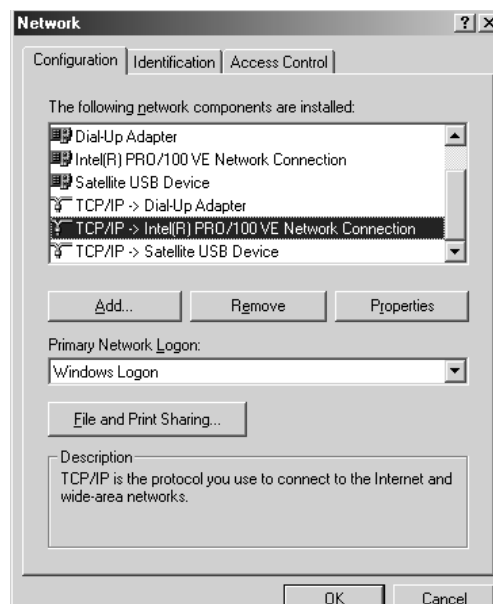 Network
? ×
Configuration Identification Access Control
The following network components are installed:
Dial-Up Adapter
Intel(R) PRO/100 VE Network Connection
Satellite USB Device
TCP/IP -> Dial-Up Adapter
TCP/IP -> Intel(R) PRO/100 VE Network Connection
TCP/IP -> Satellite USB Device
Add... Remove Properties
Primary Network Logon:
Windows Logon
File and Print Sharing...
Description
TCP/IP is the protocol you use to connect to the Internet and
wide-area networks.
OK Cancel